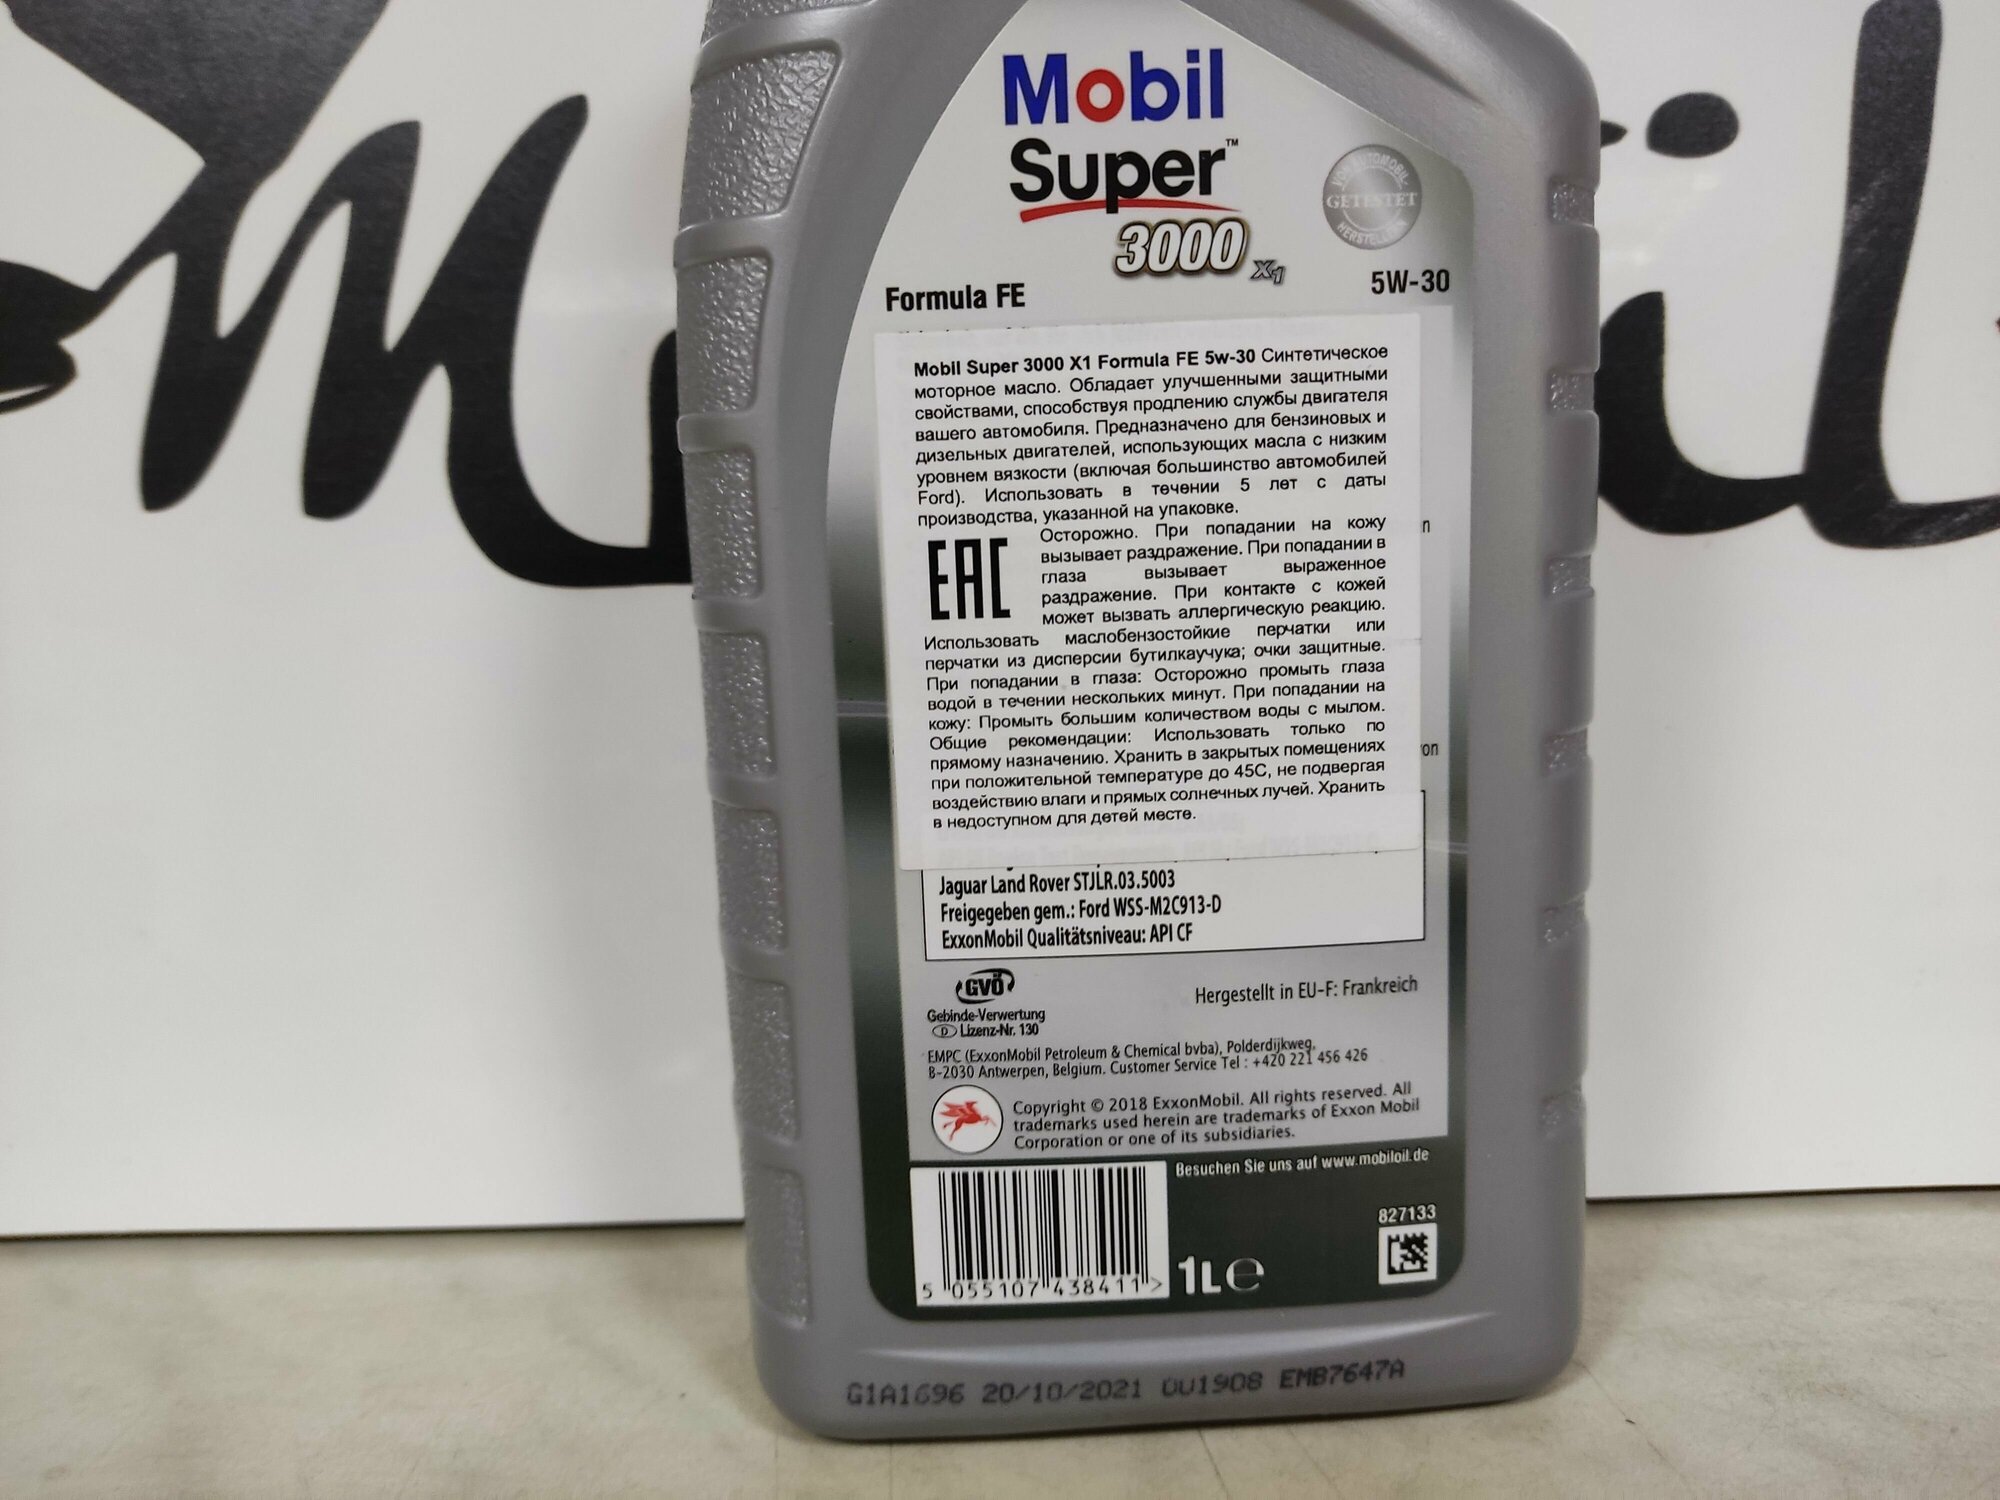 Mobil
Super™
3000 X1
VON AUTOMOBIL-
GETESTET
HERSTELLERN
Formula FE
5W-30
Mobil Super 3000 X1 Formula FE 5w-30 Синтетическое
моторное масло. Обладает улучшенными защитными
свойствами, способствуя продлению службы двигателя
вашего автомобиля. Предназначено для бензиновых и
дизельных двигателей, использующих масла с низким
уровнем вязкости (включая большинство автомобилей
Ford). Использовать в течении 5 лет с даты
производства, указанной на упаковке.
EAC
Осторожно. При попадании на кожу
вызывает раздражение. При попадании в
глаза вызывает выраженное
раздражение. При контакте с кожей
может вызвать аллергическую реакцию.
Использовать маслобензостойкие перчатки или
перчатки из дисперсии бутилкаучука; очки защитные.
При попадании в глаза: Осторожно промыть глаза
водой в течении нескольких минут. При попадании на
кожу: Промыть большим количеством воды с мылом.
Общие рекомендации: Использовать только по
прямому назначению. Хранить в закрытых помещениях
при положительной температуре до 45С, не подвергая
воздействию влаги и прямых солнечных лучей. Хранить
в недоступном для детей месте.
Jaguar Land Rover STJLR.03.5003
Freigegeben gem.: Ford WSS-M2C913-D
ExxonMobil Qualitätsniveau: API CF
GVÖ
Gebinde-Verwertung
D Lizenz-Nr. 130
Hergestellt in EU-F: Frankreich
EMPC (ExxonMobil Petroleum & Chemical bvba), Polderdijkweg,
B-2030 Antwerpen, Belgium. Customer Service Tel : +420 221 456 426
Copyright © 2018 ExxonMobil. All rights reserved. All
trademarks used herein are trademarks of Exxon Mobil
Corporation or one of its subsidiaries.
Besuchen Sie uns auf www.mobiloil.de
827133
5 055107 438411 >
1L e
G1A1696 20/10/2021 0U1908 EMB7647A